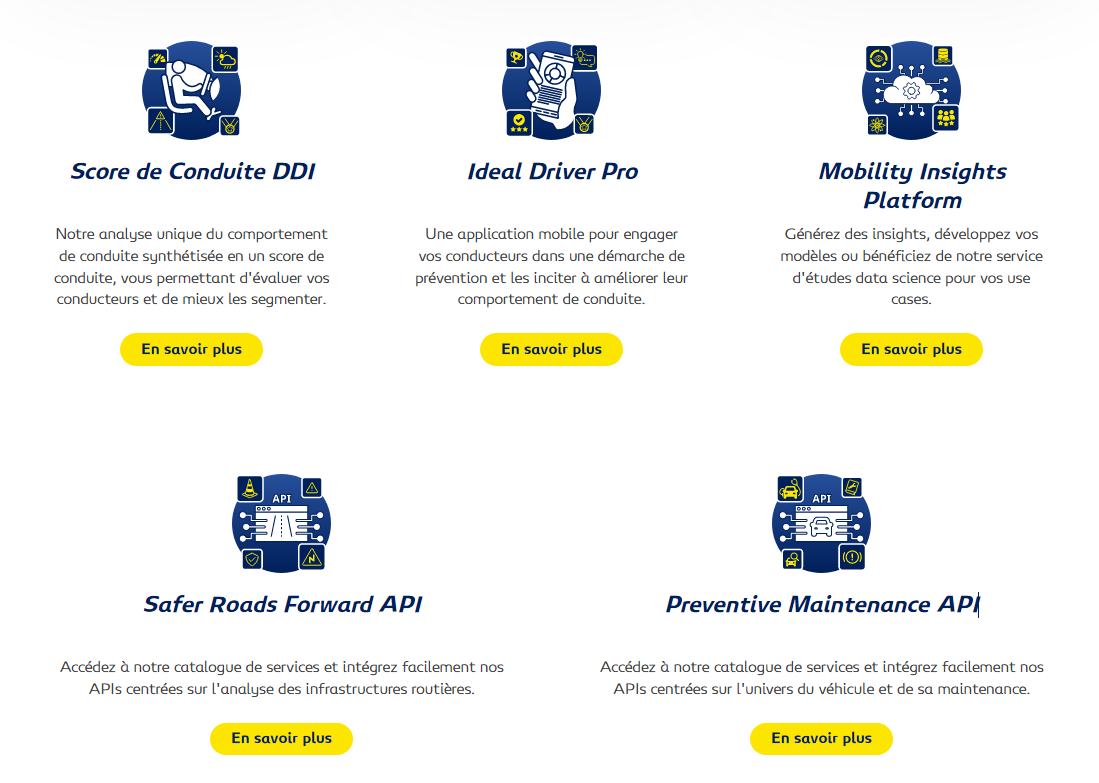 Score de Conduite DDI
Notre analyse unique du comportement
de conduite synthétisée en un score de
conduite, vous permettant d'évaluer vos
conducteurs et de mieux les segmenter.
En savoir plus
Ideal Driver Pro
Une application mobile pour engager
vos conducteurs dans une démarche de
prévention et les inciter à améliorer leur
comportement de conduite.
En savoir plus
Mobility Insights
Platform
Générez des insights, développez vos
modèles ou bénéficiez de notre service
d'études data science pour vos use
cases.
En savoir plus
API
Safer Roads Forward API
Accédez à notre catalogue de services et intégrez facilement nos
APIs centrées sur l'analyse des infrastructures routières.
En savoir plus
API
Preventive Maintenance API
Accédez à notre catalogue de services et intégrez facilement nos
APIs centrées sur l'univers du véhicule et de sa maintenance.
En savoir plus